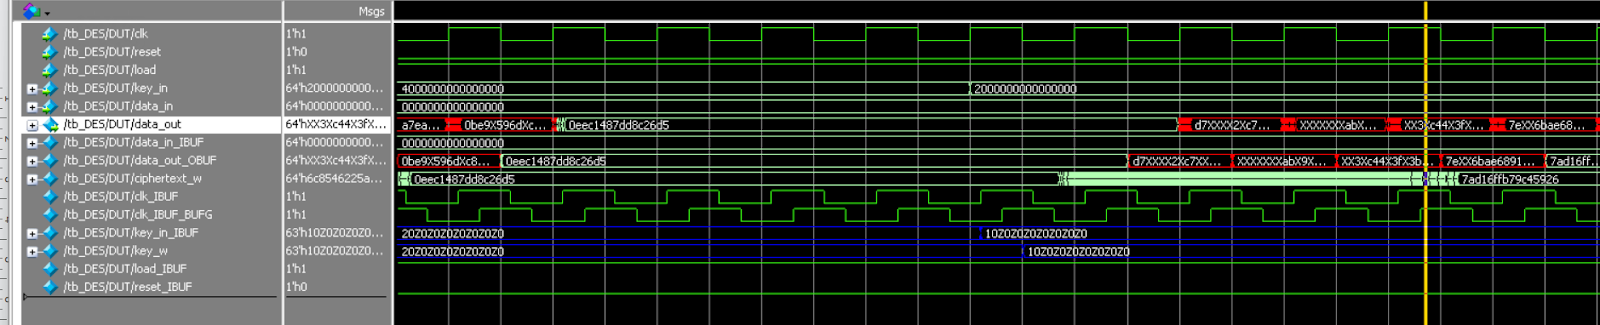 Msgs
/tb_DES/DUT/clk 1'h1
/tb_DES/DUT/reset 1'h0
/tb_DES/DUT/load 1'h1
/tb_DES/DUT/key_in 64'h2000000000... 4000000000000000 2000000000000000
/tb_DES/DUT/data_in 64'h0000000000... 0000000000000000
/tb_DES/DUT/data_out 64'hXX3Xc44X3fX... a7ea... 0be9X596dXc... 0eec1487dd8c26d5 d7XXXX2Xc7... XXXXXXXabX... XX3Xc44X3fX... 7eXX6bae68...
/tb_DES/DUT/data_in_IBUF 64'h0000000000... 0000000000000000
/tb_DES/DUT/data_out_OBUF 64'hXX3Xc44X3fX... 0be9X596dXc8... 0eec1487dd8c26d5 d7XXXX2Xc7XX... XXXXXXXabX9X... XX3Xc44X3fX3b... 7eXX6bae6891... 7ad16ff...
/tb_DES/DUT/ciphertext_w 64'h6c8546225a... 0eec1487dd8c26d5 7ad16ffb79c45926
/tb_DES/DUT/clk_IBUF 1'h1
/tb_DES/DUT/clk_IBUF_BUFG 1'h1
/tb_DES/DUT/key_in_IBUF 63'h10Z0Z0Z0Z0... 20Z0Z0Z0Z0Z0Z0Z0 10Z0Z0Z0Z0Z0Z0Z0
/tb_DES/DUT/key_w 63'h10Z0Z0Z0Z0... 20Z0Z0Z0Z0Z0Z0Z0 10Z0Z0Z0Z0Z0Z0Z0
/tb_DES/DUT/load_IBUF 1'h1
/tb_DES/DUT/reset_IBUF 1'h0